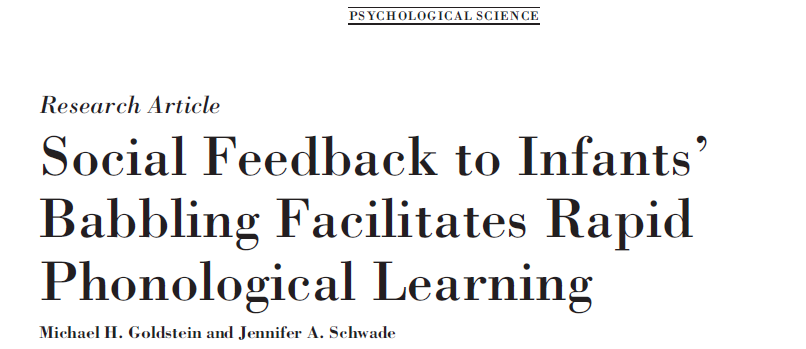 PSYCHOLOGICAL SCIENCE
Research Article
Social Feedback to Infants’
Babbling Facilitates Rapid
Phonological Learning
Michael H. Goldstein and Jennifer A. Schwade